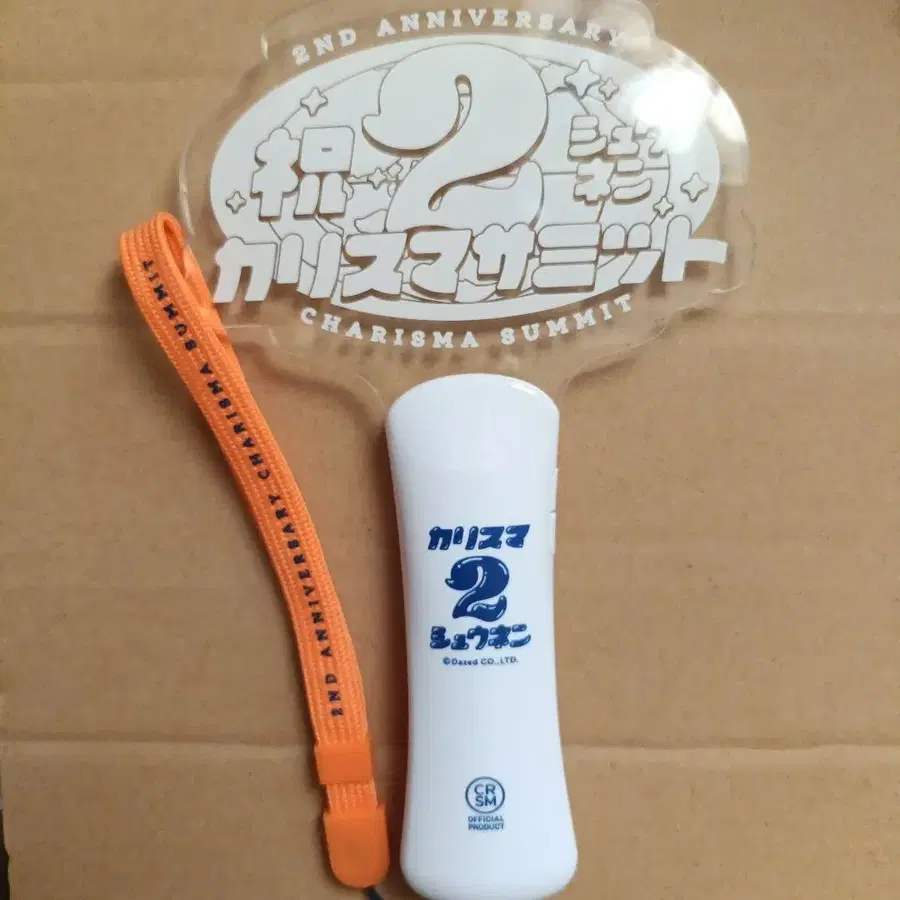 2ND ANNIVERSARY
祝2シュウネン
カリスマサミット
CHARISMA SUMMIT
2ND ANNIVERSARY CHARISMA SUMMIT
カリスマ
2
シュウネン
©Dazed CO.,LTD.
CR
SM
OFFICIAL
PRODUCT